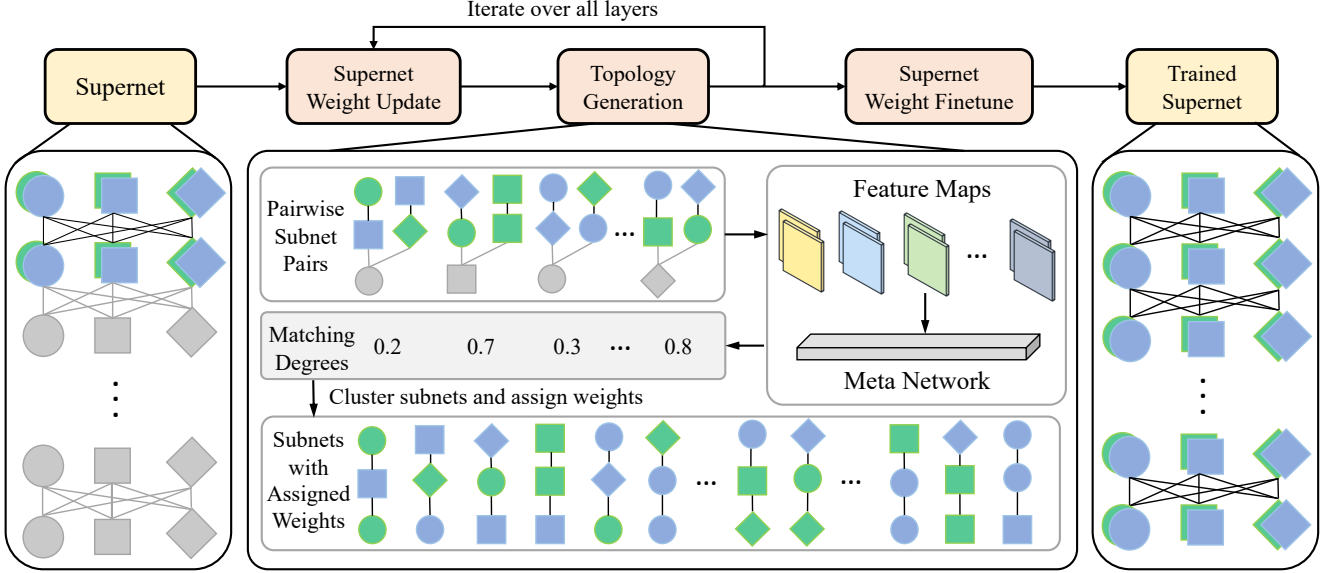 Iterate over all layers
Supernet
Supernet
Weight Update
Topology
Generation
Supernet
Weight Finetune
Trained
Supernet
Pairwise
Subnet
Pairs
...
Feature Maps
...
Meta Network
Matching
Degrees
0.2 0.7 0.3 ... 0.8
Cluster subnets and assign weights
Subnets
with
Assigned
Weights
... ...